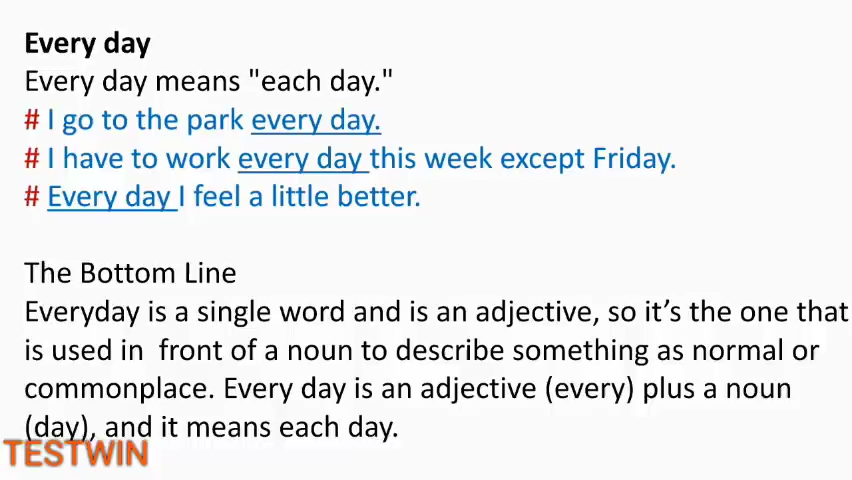 Every day
Every day means "each day."
# I go to the park every day.
# I have to work every day this week except Friday.
# Every day I feel a little better.
The Bottom Line
Everyday is a single word and is an adjective, so it’s the one that
is used in  front of a noun to describe something as normal or
commonplace. Every day is an adjective (every) plus a noun
(day), and it means each day.
TESTWIN